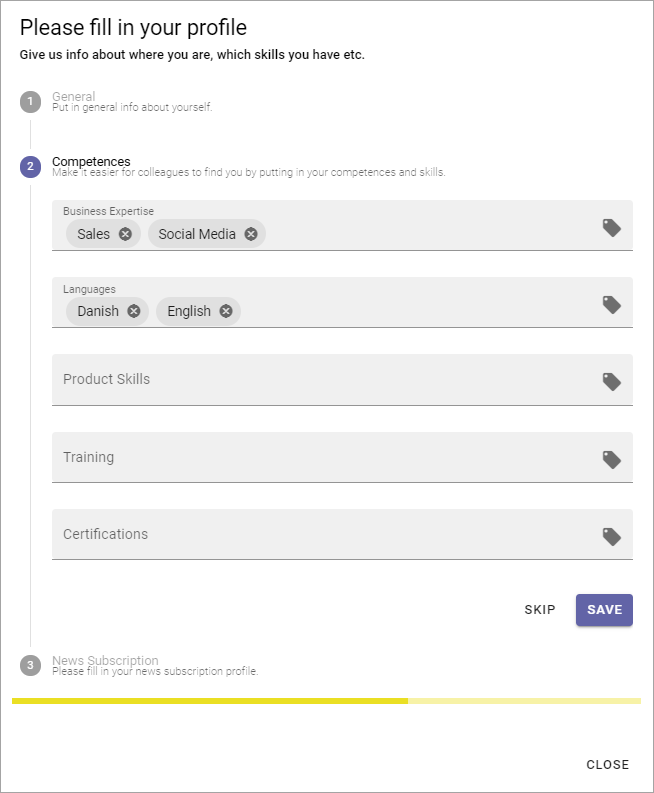 Please fill in your profile
Give us info about where you are, which skills you have etc.
1 General
Put in general info about yourself.
2 Competences
Make it easier for colleagues to find you by putting in your competences and skills.
Business Expertise
Sales Social Media
Languages
Danish English
Product Skills
Training
Certifications
SKIP SAVE
3 News Subscription
Please fill in your news subscription profile.
CLOSE